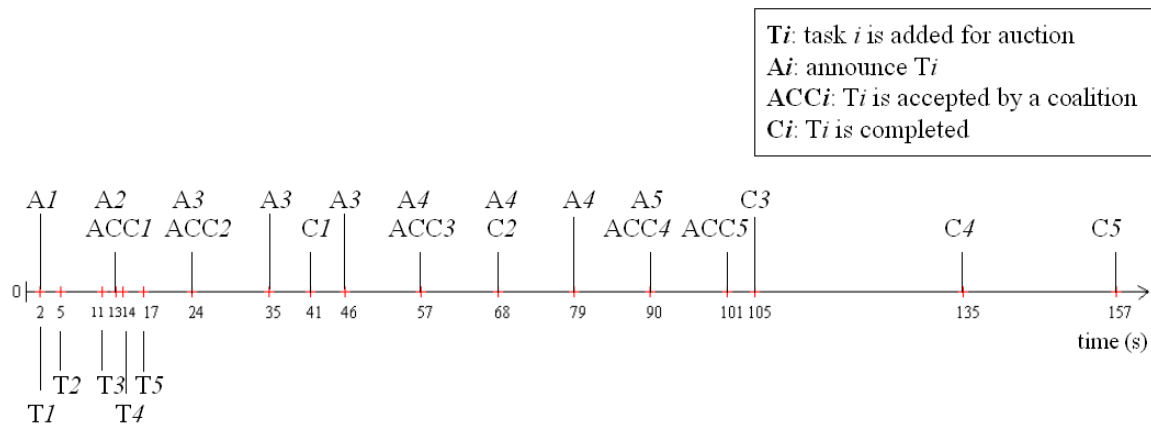 Ti: task i is added for auction
Ai: announce Ti
ACCi: Ti is accepted by a coalition
Ci: Ti is completed
A1 A2 A3 A3 A3 A4 A4 A4 A5 C3
ACC1 ACC2 C1 ACC3 C2 ACC4 ACC5 C4 C5
0
2 5 11 13 14 17 24 35 41 46 57 68 79 90 101 105 135 157
time (s)
T2 T3 T5
T1 T4